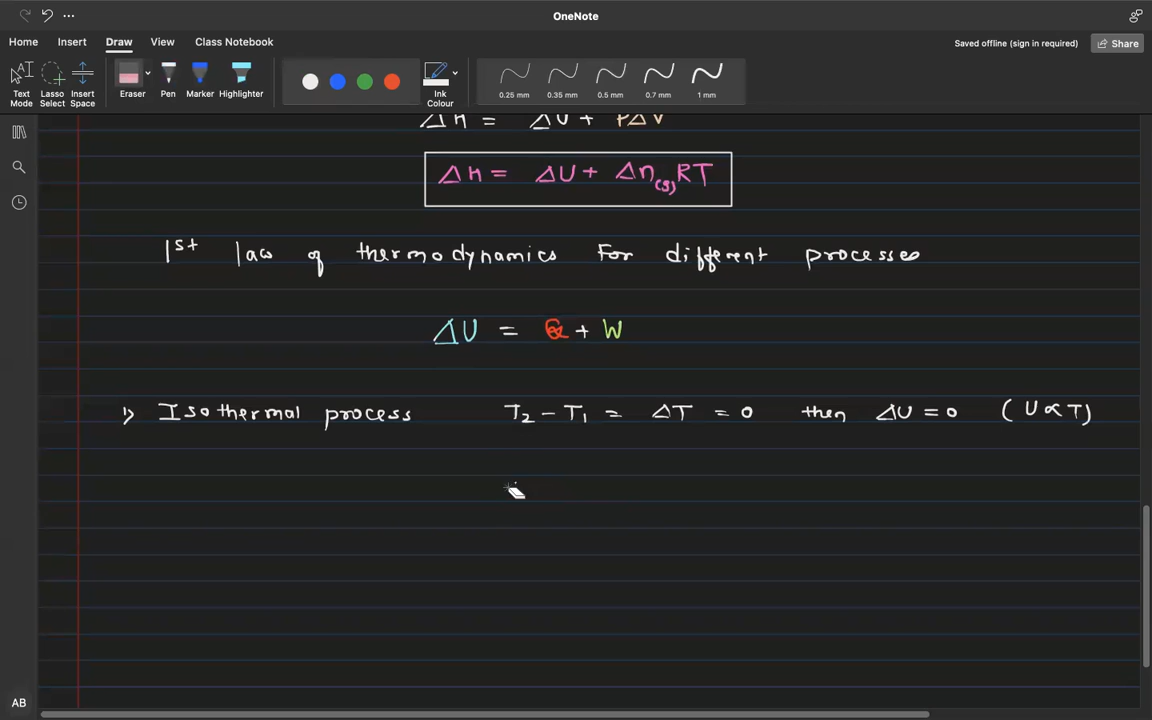 OneNote
Home Insert Draw View Class Notebook
Saved offline (sign in required) Share
Text Mode Lasso Select Insert Space Eraser Pen Marker Highlighter Ink Colour 0.25 mm 0.35 mm 0.5 mm 0.7 mm 1 mm
ΔH = ΔU + PΔV
ΔH = ΔU + Δn(g)RT
1st law of thermodynamics For different processes
ΔU = Q + W
1> Isothermal process T₂ - T₁ = ΔT = 0 then ΔU = 0 (U ∝ T)
AB